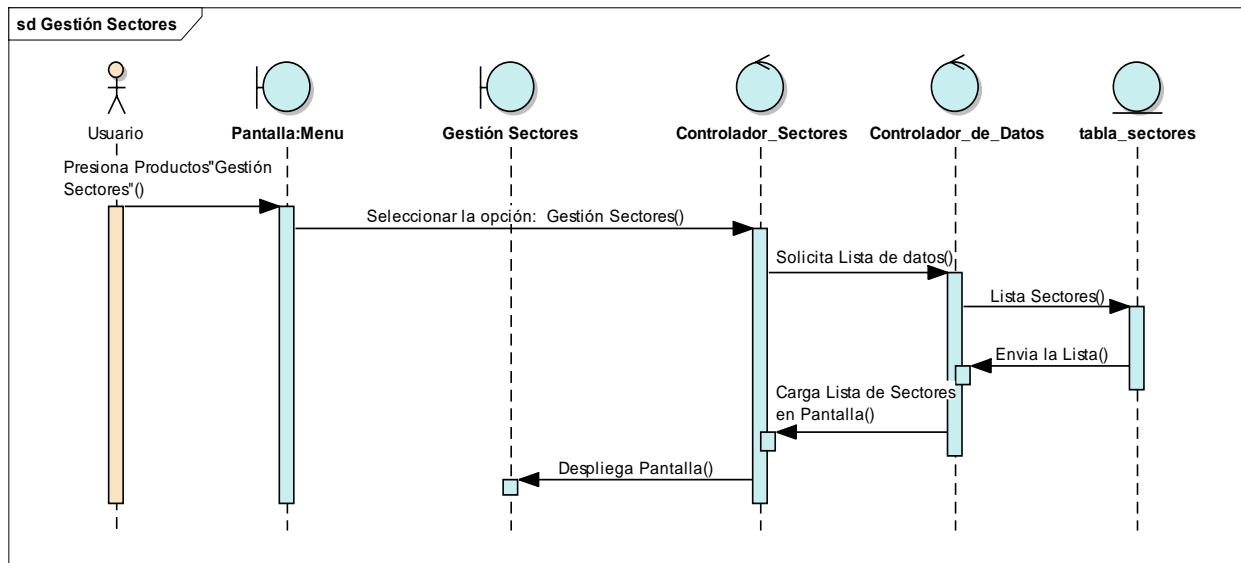 sd Gestión Sectores
Usuario
Pantalla:Menu
Gestión Sectores
Controlador_Sectores
Controlador_de_Datos
tabla_sectores
Presiona Productos"Gestión
Sectores"()
Seleccionar la opción:  Gestión Sectores()
Solicita Lista de datos()
Lista Sectores()
Envia la Lista()
Carga Lista de Sectores
en Pantalla()
Despliega Pantalla()